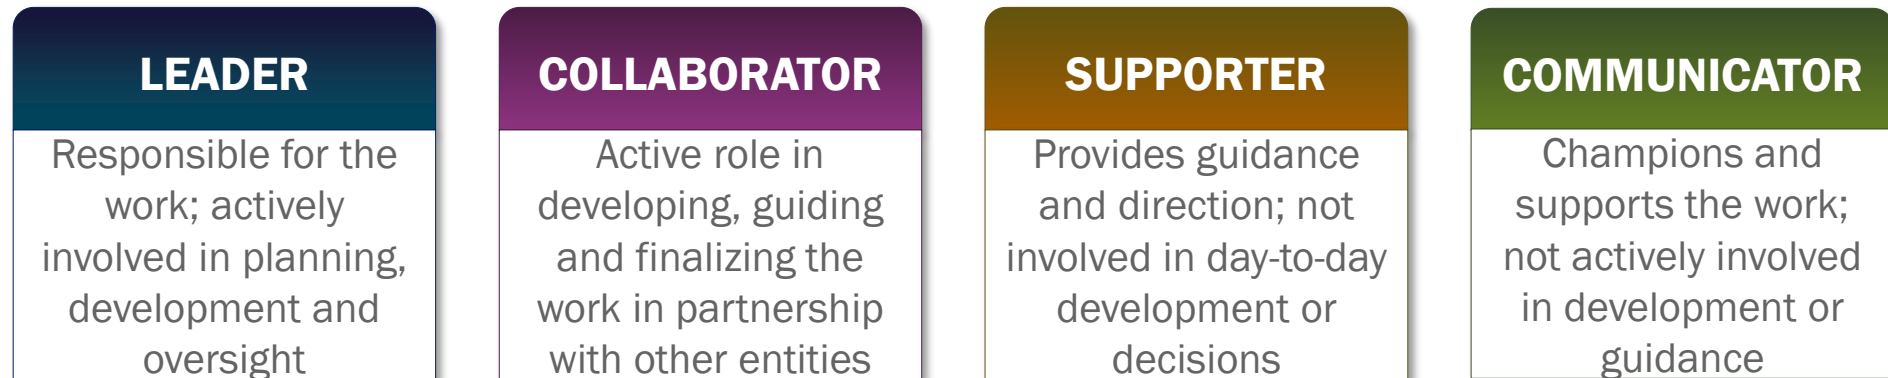 LEADER
Responsible for the
work; actively
involved in planning,
development and
oversight
COLLABORATOR
Active role in
developing, guiding
and finalizing the
work in partnership
with other entities
SUPPORTER
Provides guidance
and direction; not
involved in day-to-day
development or
decisions
COMMUNICATOR
Champions and
supports the work;
not actively involved
in development or
guidance